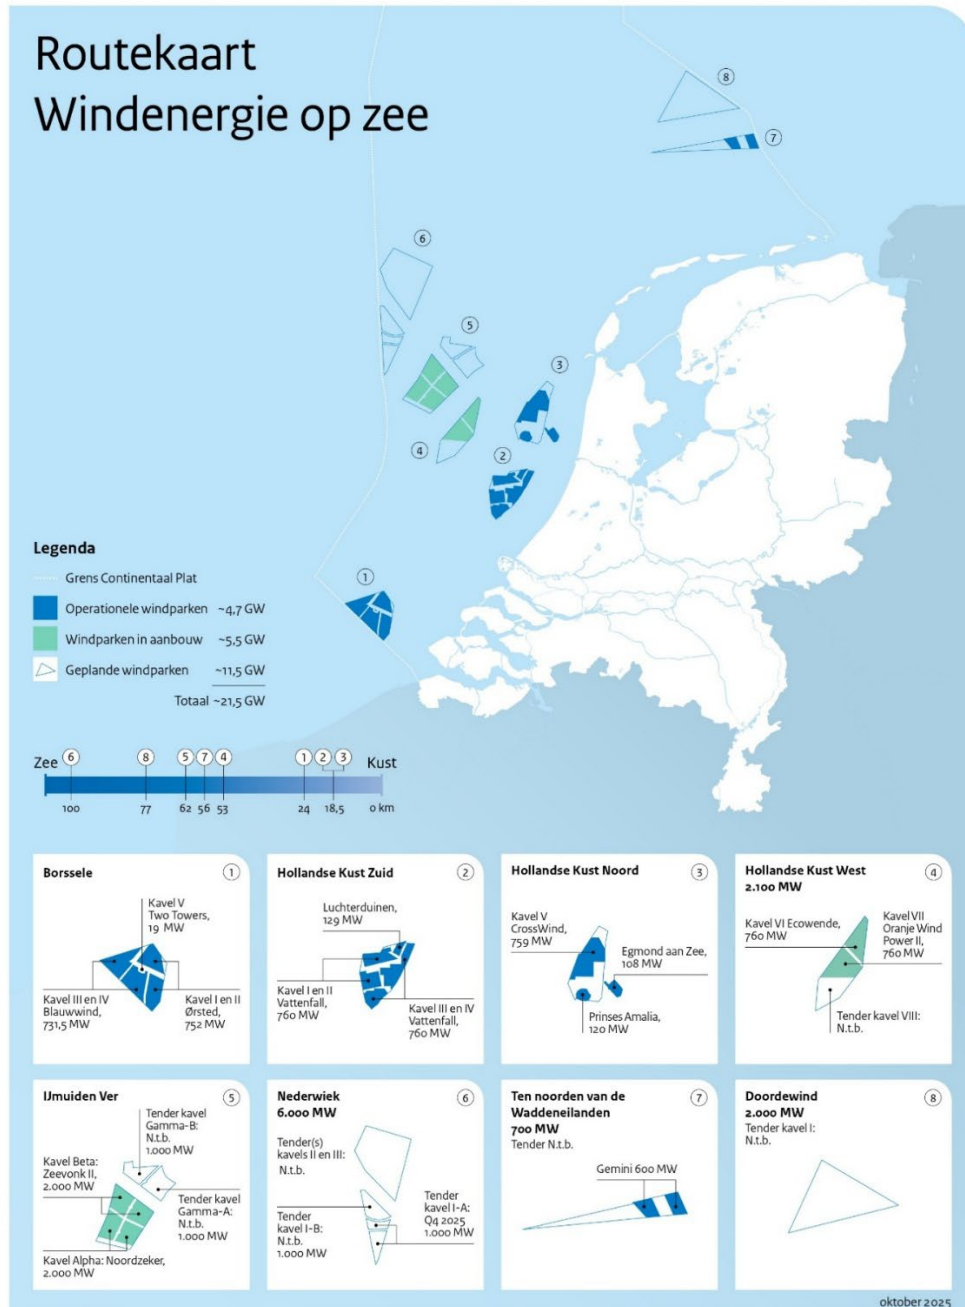 Routekaart
Windenergie op zee
8
7
6
5
3
4
2
1
Legenda
Grens Continentaal Plat
Operationele windparken ~4,7 GW
Windparken in aanbouw ~5,5 GW
Geplande windparken ~11,5 GW
Totaal ~21,5 GW
6 8 5 7 4 1 2 3
Zee Kust
100 77 62 56 53 24 18,5 0 km
Borssele 1
Kavel V
Two Towers,
19 MW
Kavel III en IV
Blauwwind,
731,5 MW
Kavel I en II
Ørsted,
752 MW
Hollandse Kust Zuid 2
Luchterduinen,
129 MW
Kavel I en II
Vattenfall,
760 MW
Kavel III en IV
Vattenfall,
760 MW
Hollandse Kust Noord 3
Kavel V
CrossWind,
759 MW
Egmond aan Zee,
108 MW
Prinses Amalia,
120 MW
Hollandse Kust West 4
2.100 MW
Kavel VI Ecowende,
760 MW
Kavel VII
Oranje Wind
Power II,
760 MW
Tender kavel VIII:
N.t.b.
IJmuiden Ver 5
Tender kavel
Gamma-B:
N.t.b.
1.000 MW
Kavel Beta:
Zeevonk II,
2.000 MW
Tender kavel
Gamma-A:
N.t.b.
1.000 MW
Kavel Alpha: Noordzeker,
2.000 MW
Nederwiek 6
6.000 MW
Tender(s)
kavels II en III:
N.t.b.
Tender
kavel I-B:
N.t.b.
1.000 MW
Tender
kavel I-A:
Q4 2025
1.000 MW
Ten noorden van de 7
Waddeneilanden
700 MW
Tender N.t.b.
Gemini 600 MW
Doordewind 8
2.000 MW
Tender kavel I:
N.t.b.
oktober 2025